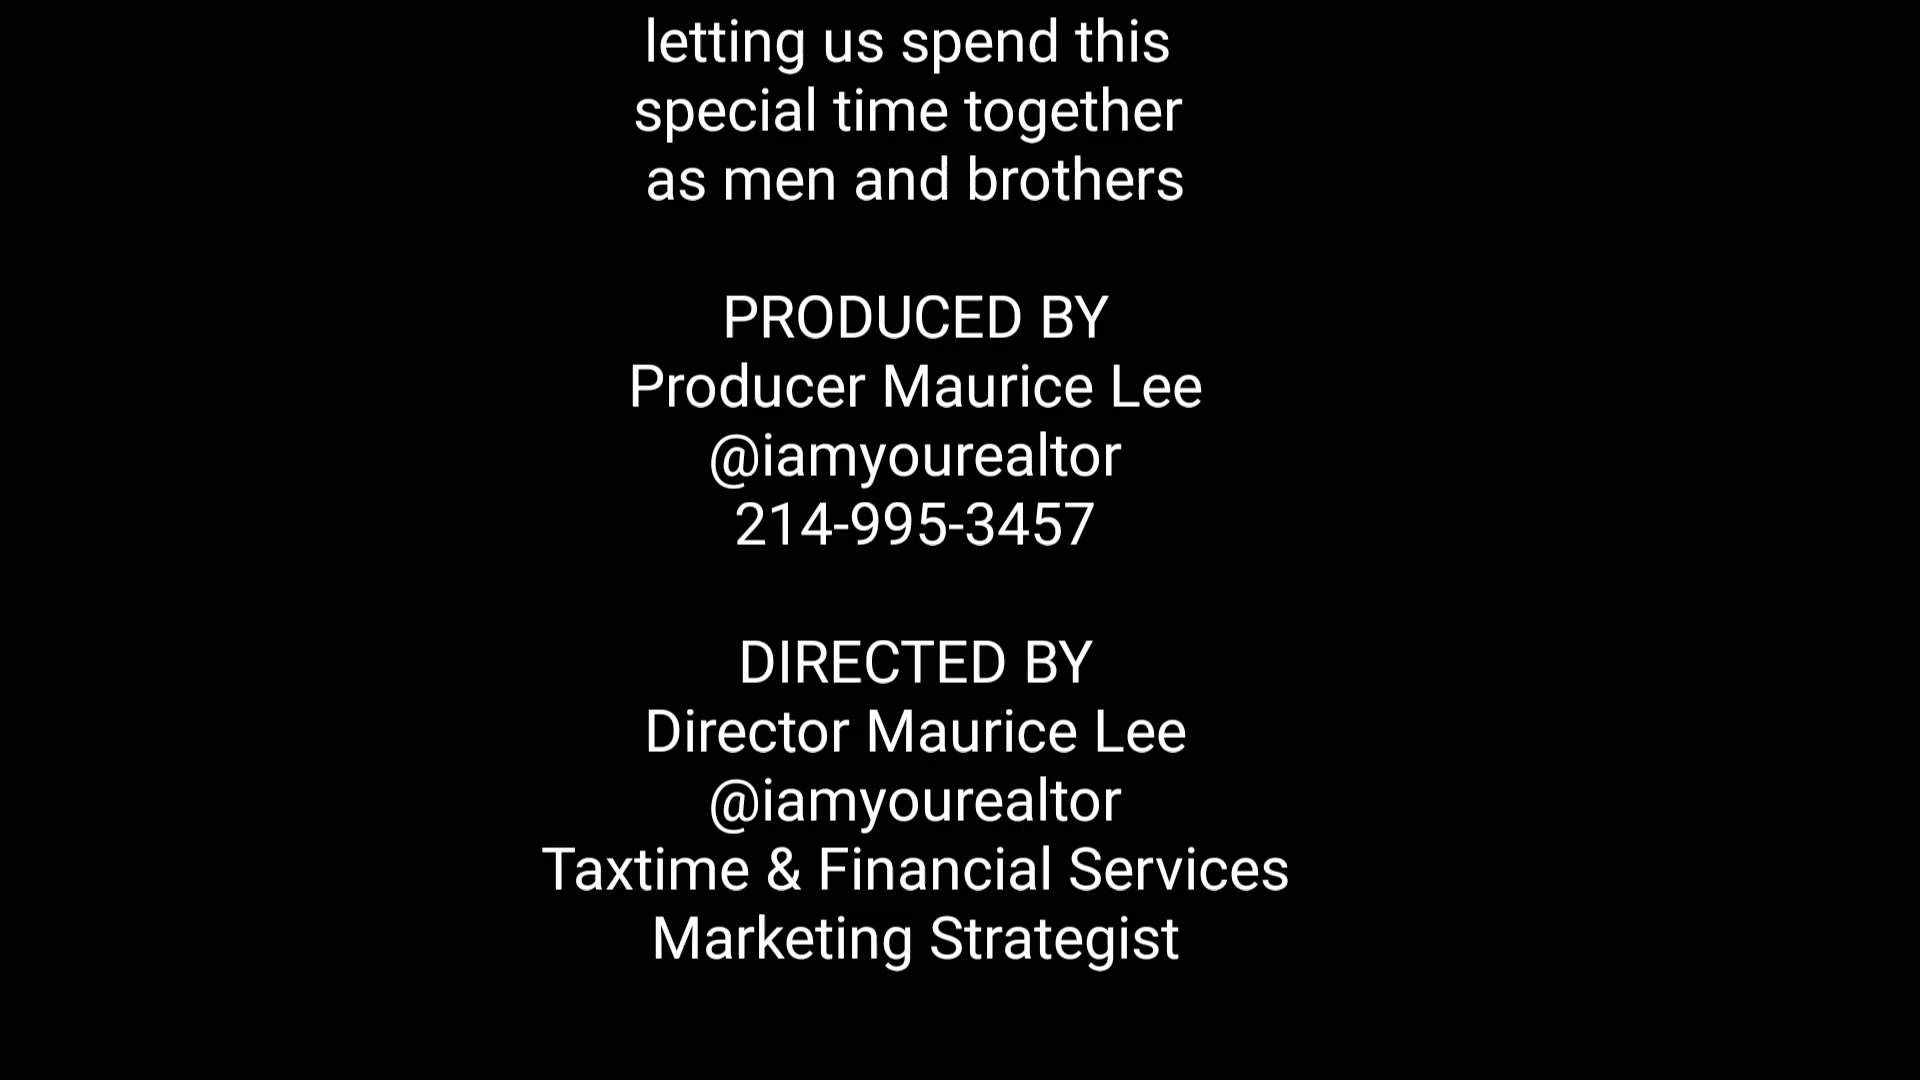 letting us spend this
special time together
as men and brothers
PRODUCED BY
Producer Maurice Lee
@iamyourealtor
214-995-3457
DIRECTED BY
Director Maurice Lee
@iamyourealtor
Taxtime & Financial Services
Marketing Strategist